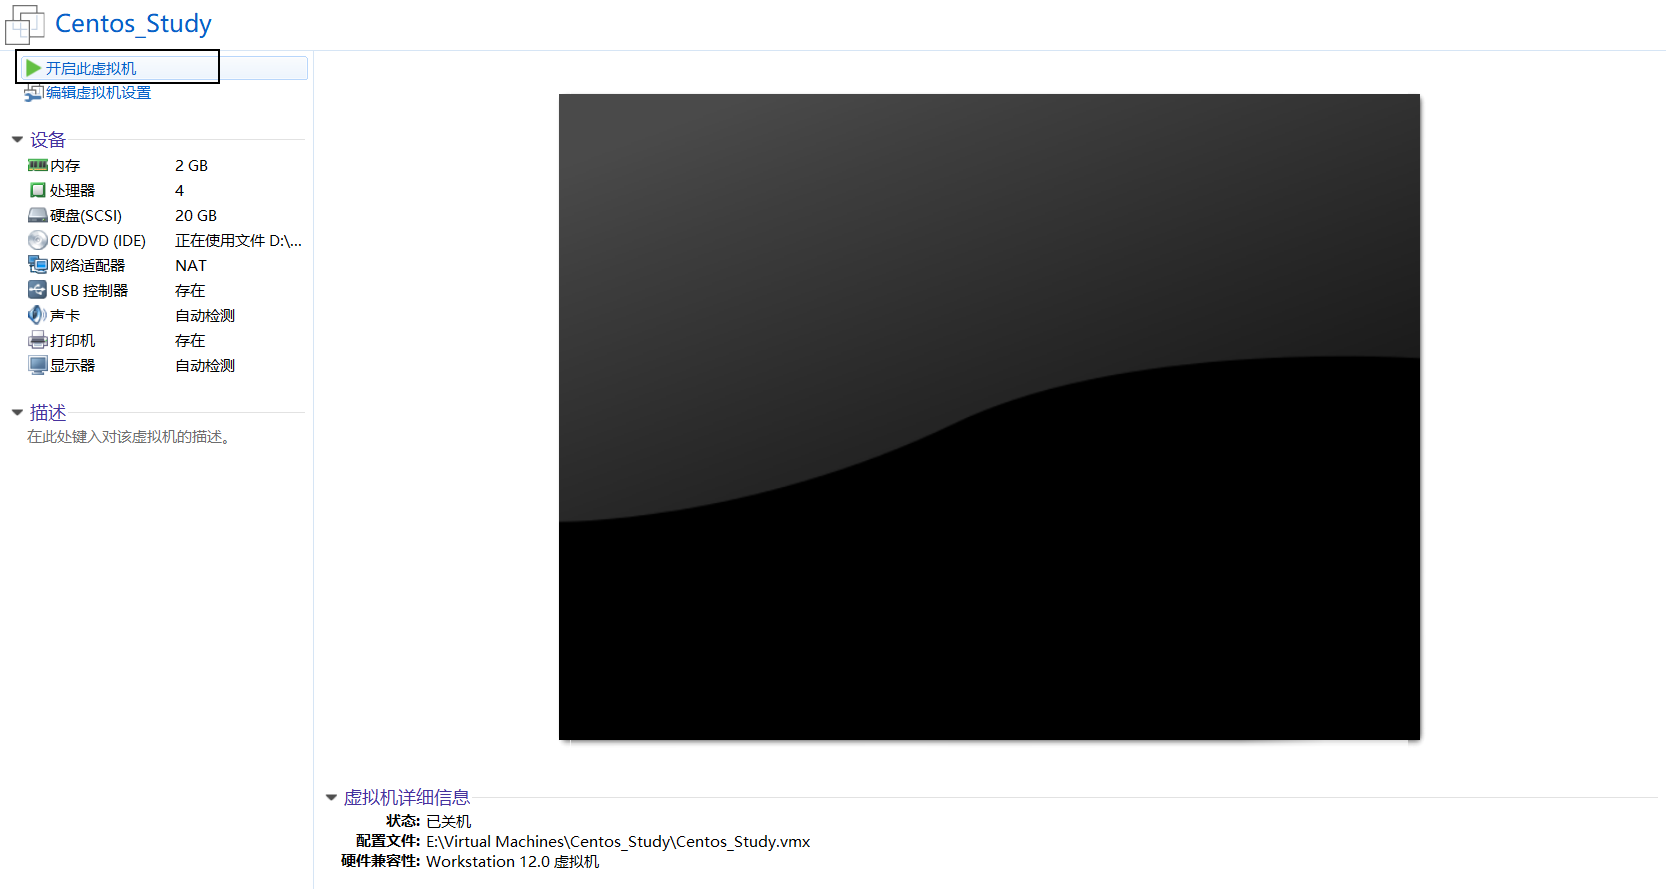 Centos_Study
开启此虚拟机
编辑虚拟机设置
设备
内存 2 GB
处理器 4
硬盘(SCSI) 20 GB
CD/DVD (IDE) 正在使用文件 D:\...
网络适配器 NAT
USB 控制器 存在
声卡 自动检测
打印机 存在
显示器 自动检测
描述
在此处键入对该虚拟机的描述。
虚拟机详细信息
状态: 已关机
配置文件: E:\Virtual Machines\Centos_Study\Centos_Study.vmx
硬件兼容性: Workstation 12.0 虚拟机